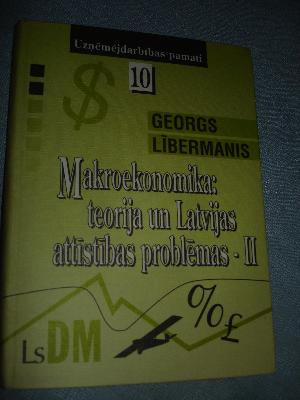 Uzņēmējdarbības pamati
$
10
GEORGS
LĪBERMANIS
Makroekonomika:
teorija un Latvijas
attīstības problēmas - II
%
£
Ls DM